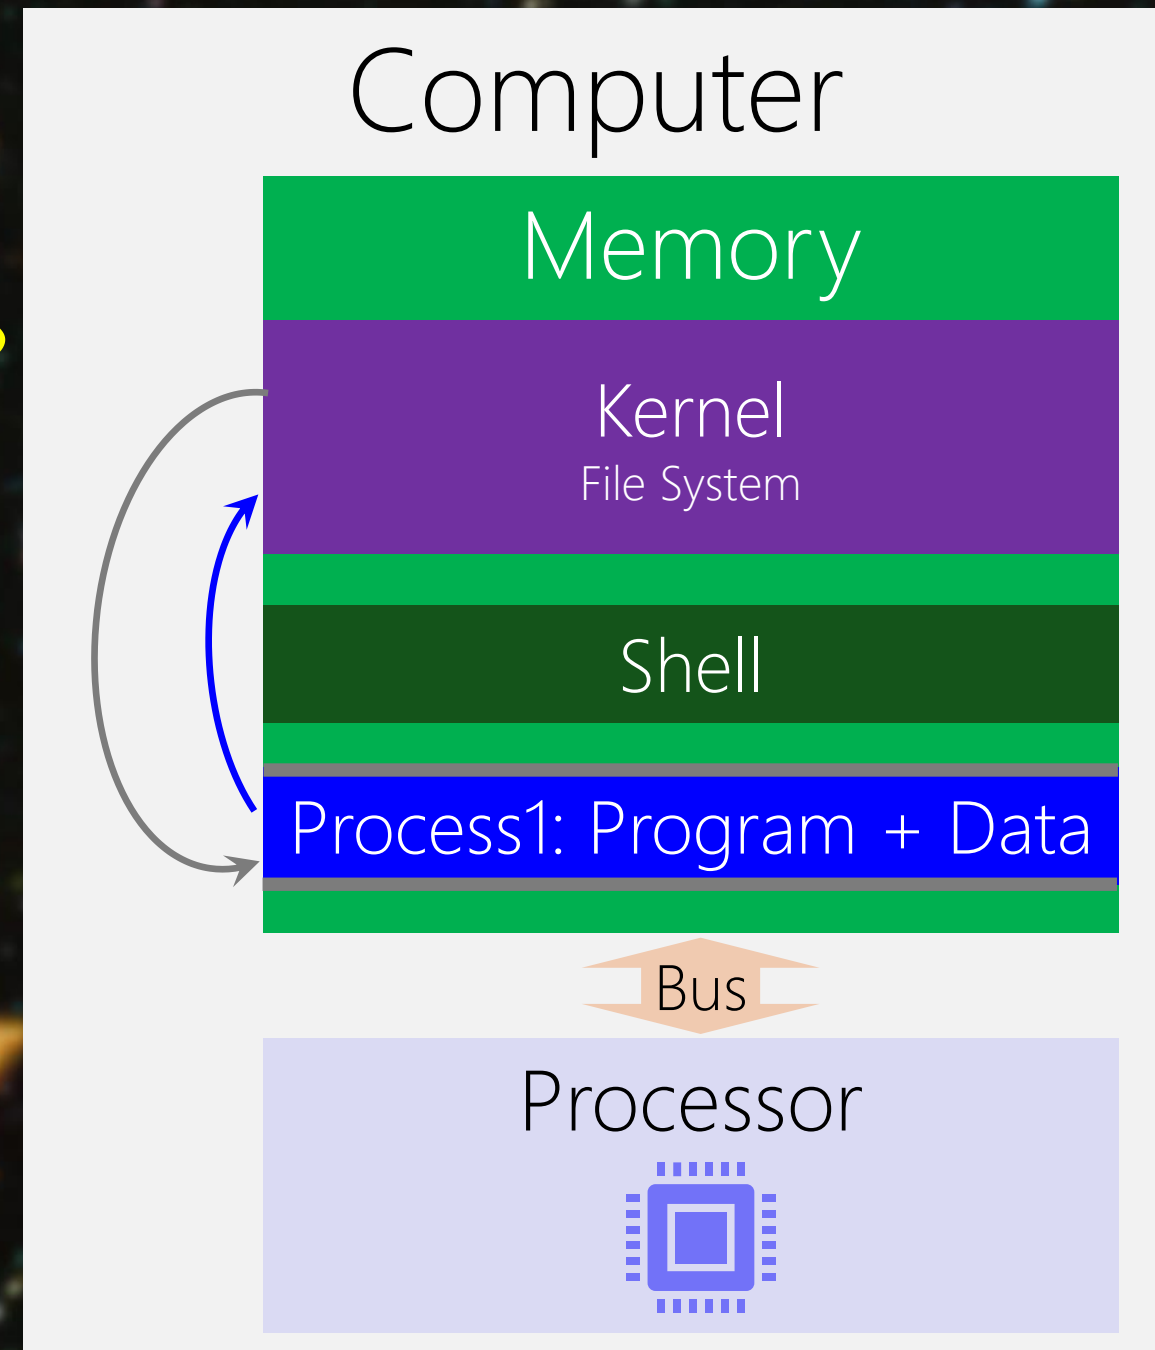 Computer
Memory
Kernel
File System
Shell
Process1: Program + Data
Bus
Processor